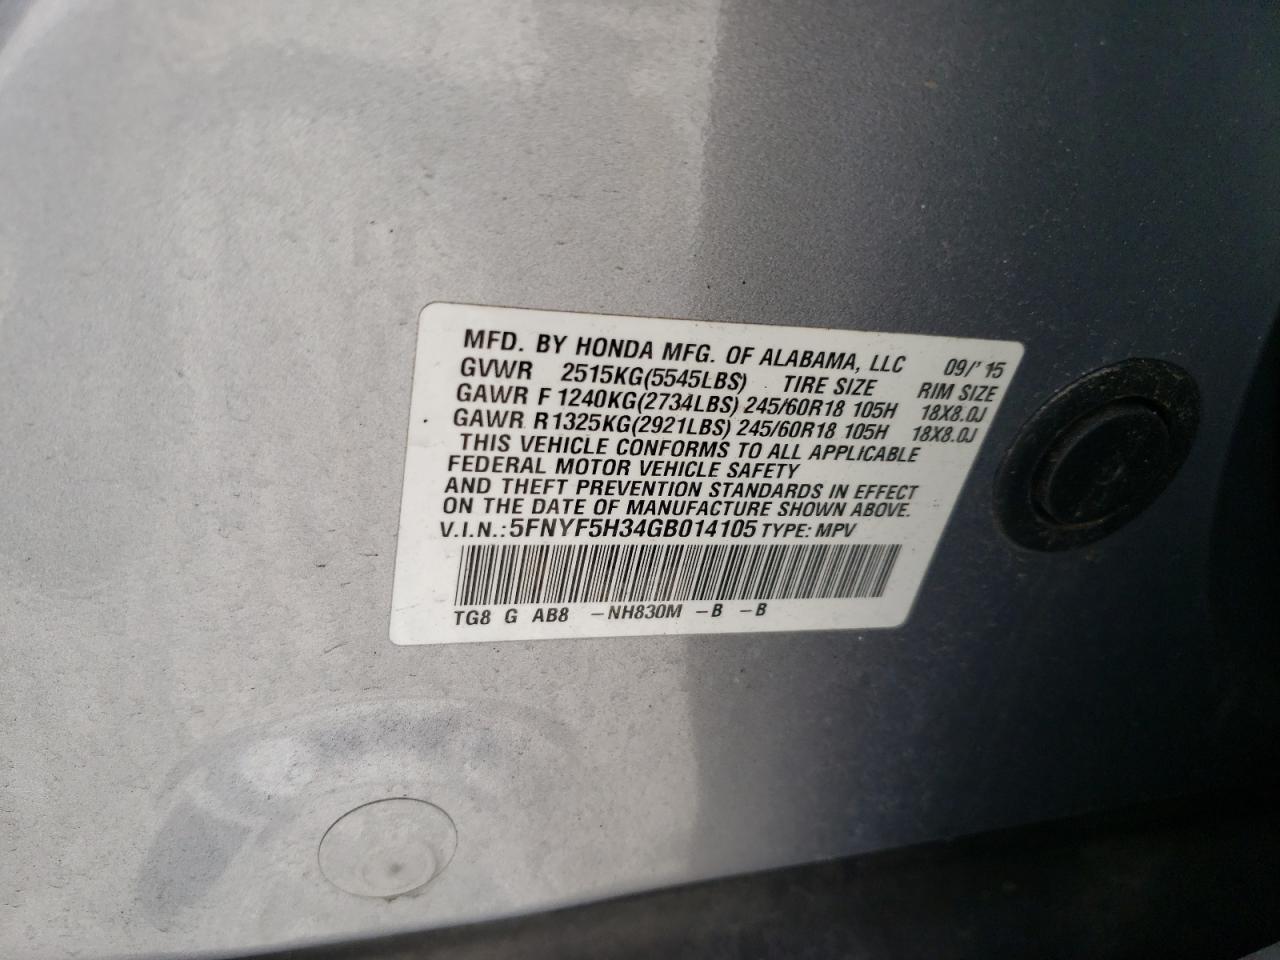 MFD. BY HONDA MFG. OF ALABAMA, LLC 09/'15
GVWR 2515KG(5545LBS) TIRE SIZE RIM SIZE
GAWR F 1240KG(2734LBS) 245/60R18 105H 18X8.0J
GAWR R 1325KG(2921LBS) 245/60R18 105H 18X8.0J
THIS VEHICLE CONFORMS TO ALL APPLICABLE
FEDERAL MOTOR VEHICLE SAFETY
AND THEFT PREVENTION STANDARDS IN EFFECT
ON THE DATE OF MANUFACTURE SHOWN ABOVE.
V.I.N.: 5FNYF5H34GB014105 TYPE: MPV
TG8 G AB8 –NH830M –B –B